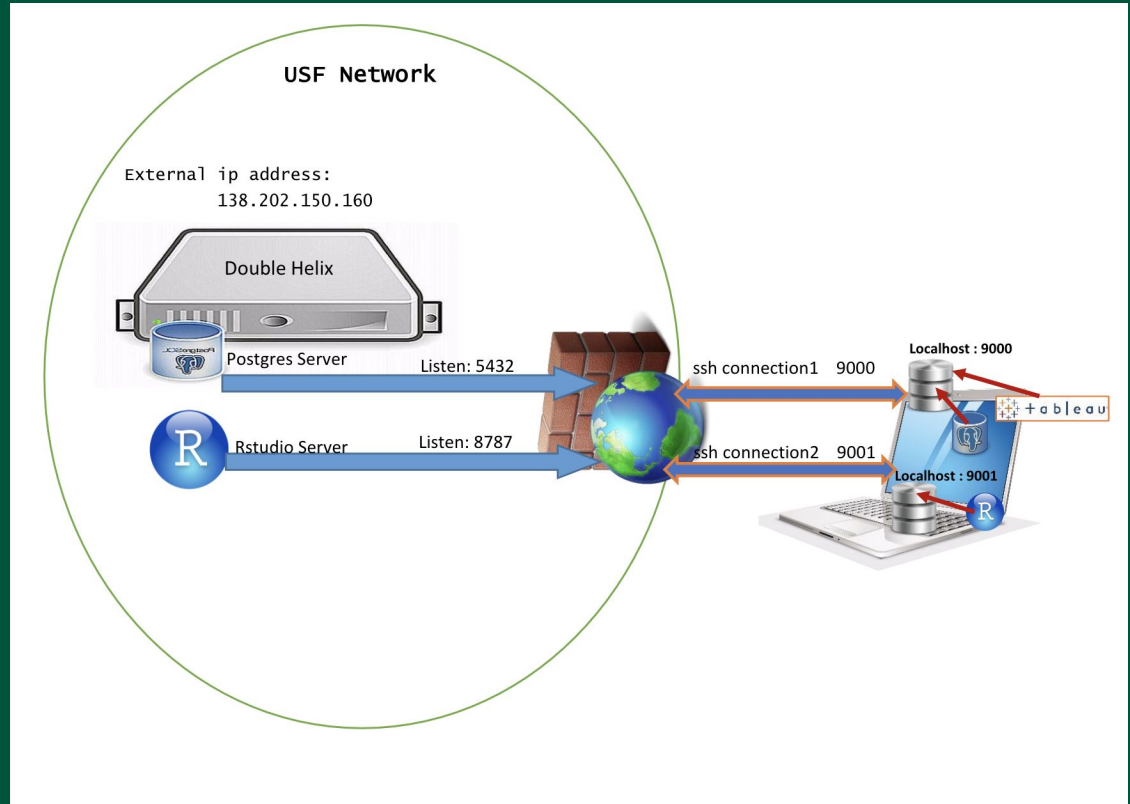 USF Network
External ip address:
138.202.150.160
Double Helix
PostgreSQL
Postgres Server
Listen: 5432
ssh connection1 9000
Localhost : 9000
+ a b l e a u
R
Rstudio Server
Listen: 8787
ssh connection2 9001
Localhost : 9001
R